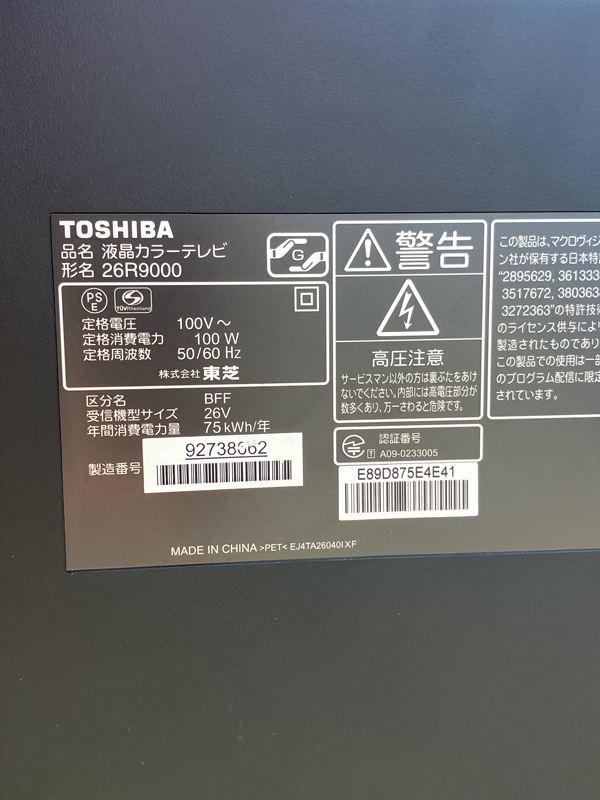 TOSHIBA
品名 液晶カラーテレビ
形名 26R9000
G
PS
E
TÜVRheinland
定格電圧 100V～
定格消費電力 100 W
定格周波数 50/60 Hz
株式会社 東芝
区分名 BFF
受信機型サイズ 26V
年間消費電力量 75 kWh/年
製造番号 92738662
MADE IN CHINA >PET< EJ4TA26040IXF
警告
高圧注意
サービスマン以外の方は裏ぶたをあけ
ないでください。内部には高電圧部分が
数多くあり、万一さわると危険です。
認証番号
T A09-0233005
E89D875E4E41
この製品は、マクロヴィジ
ン社が保有する日本特許
"2895629, 361333
3517672, 380363
3272363"の特許技術
のライセンス供与により
製造されたものであり
この製品での使用は一部
のプログラム配信に限定
されています。